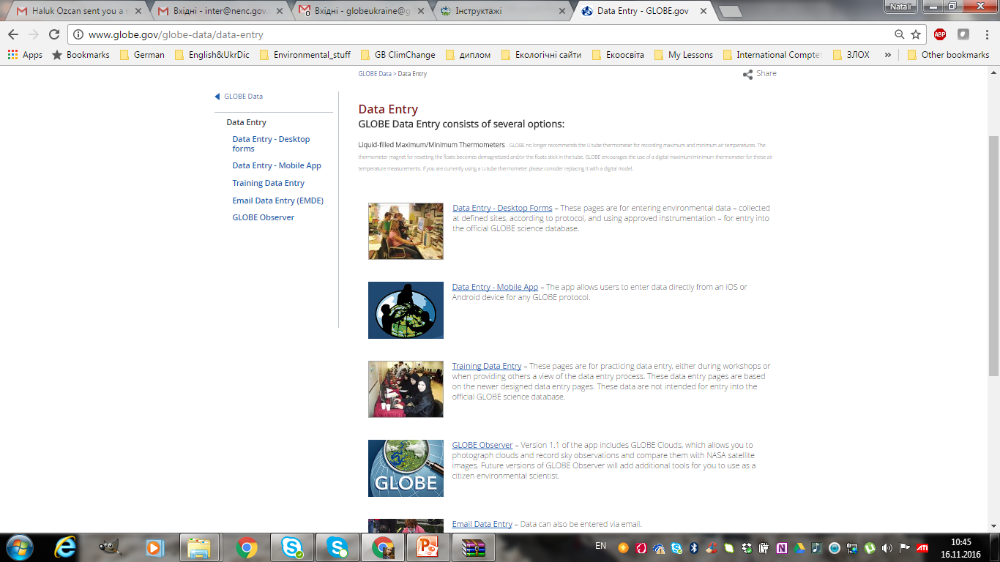 Haluk Ozcan sent you a
Вхідні - inter@nenc.gov.
Вхідні - globeukraine@g
Інструктажі
Data Entry - GLOBE.gov
Natali
www.globe.gov/globe-data/data-entry
Apps
Bookmarks
German
English&UkrDic
Environmental_stuff
GB ClimChange
диплом
Екологічні сайти
Екоосвіта
My Lessons
International Comptet
ЗЛОХ
»
Other bookmarks
GLOBE Data > Data Entry
Share
GLOBE Data
Data Entry
Data Entry - Desktop
forms
Data Entry - Mobile App
Training Data Entry
Email Data Entry (EMDE)
GLOBE Observer
Data Entry
GLOBE Data Entry consists of several options:
Liquid-filled Maximum/Minimum Thermometers - GLOBE no longer recommends the U tube thermometer for recording maximum and minimum air temperatures. The
thermometer magnet for resetting the floats becomes demagnetized and/or the floats stick in the tube. GLOBE encourages the use of a digital maximum/minimum thermometer for these air
temperature measurements. If you are currently using a U-tube thermometer please consider replacing it with a digital model.
Data Entry - Desktop Forms – These pages are for entering environmental data – collected
at defined sites, according to protocol, and using approved instrumentation – for entry into
the official GLOBE science database.
Data Entry - Mobile App – The app allows users to enter data directly from an iOS or
Android device for any GLOBE protocol.
Training Data Entry – These pages are for practicing data entry, either during workshops or
when providing others a view of the data entry process. These data entry pages are based
on the newer designed data entry pages. These data are not intended for entry into the
official GLOBE science database.
GLOBE
GLOBE Observer – Version 1.1 of the app includes GLOBE Clouds, which allows you to
photograph clouds and record sky observations and compare them with NASA satellite
images. Future versions of GLOBE Observer will add additional tools for you to use as a
citizen environmental scientist.
Email Data Entry – Data can also be entered via email.
EN
10:45
16.11.2016